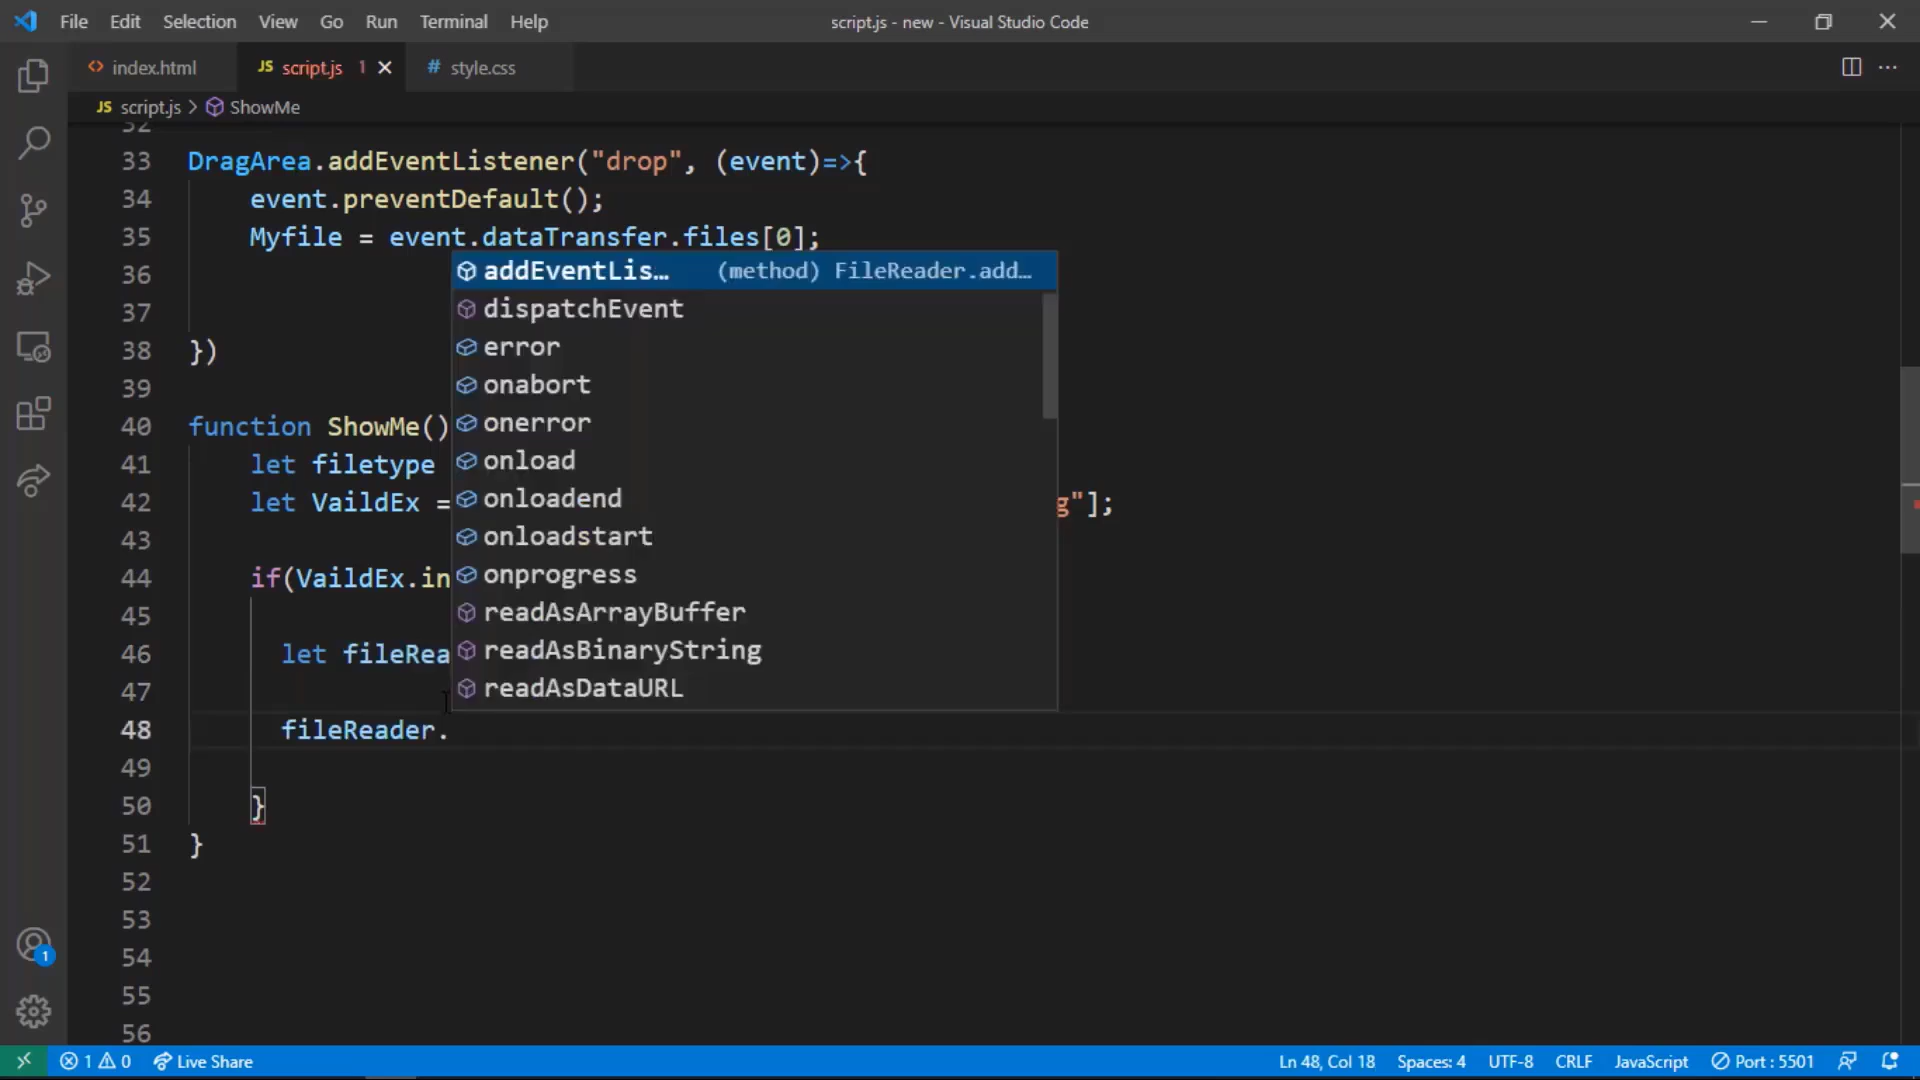 File Edit Selection View Go Run Terminal Help script.js - new - Visual Studio Code
index.html JS script.js 1 # style.css
JS script.js > ShowMe
32
33 DragArea.addEventListener("drop", (event)=>{
34 event.preventDefault();
35 Myfile = event.dataTransfer.files[0];
36 addEventLis... (method) FileReader.add...
37 dispatchEvent
38 }) error
39 onabort
40 function ShowMe() onerror
41 let filetype onload
42 let VaildEx = onloadend g"];
43 onloadstart
44 if(VaildEx.in onprogress
45 readAsArrayBuffer
46 let fileRea readAsBinaryString
47 readAsDataURL
48 fileReader.
49
50 }
51 }
52
53
54
55
56
1 0 Live Share Ln 48, Col 18 Spaces: 4 UTF-8 CRLF JavaScript Port : 5501
1